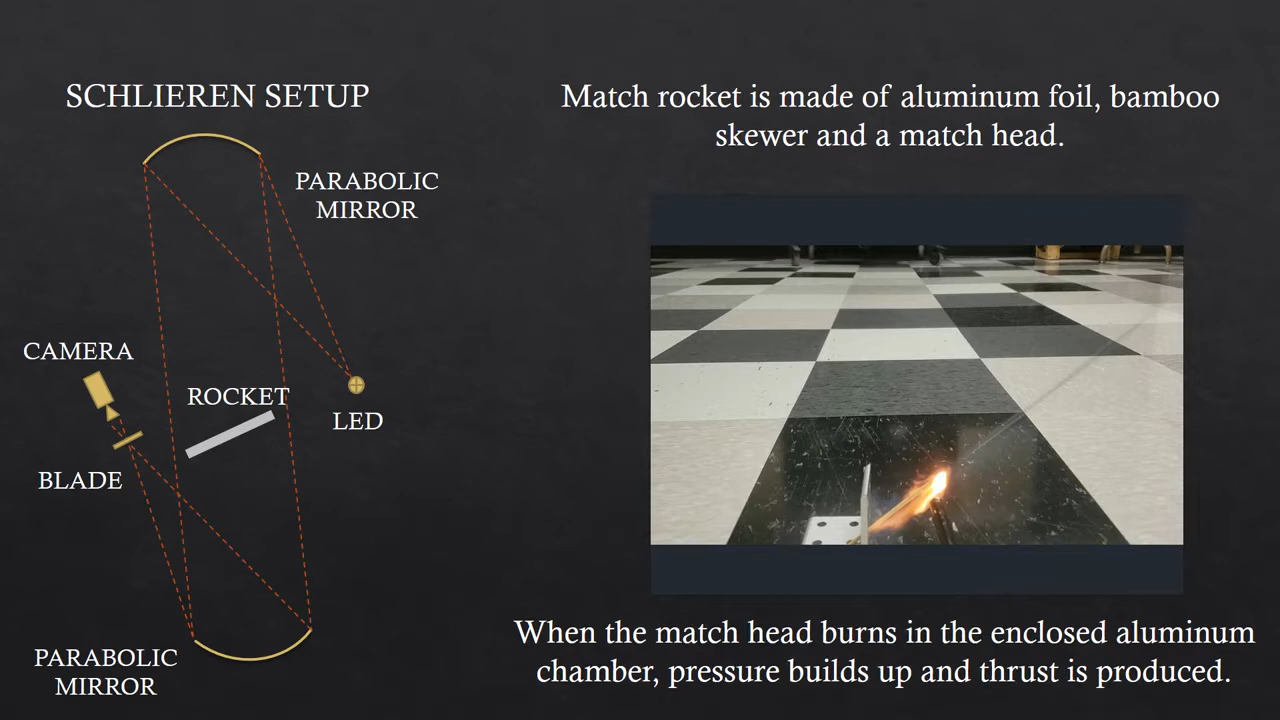 SCHLIEREN SETUP
PARABOLIC
MIRROR
CAMERA
ROCKET
LED
BLADE
PARABOLIC
MIRROR
Match rocket is made of aluminum foil, bamboo
skewer and a match head.
When the match head burns in the enclosed aluminum
chamber, pressure builds up and thrust is produced.